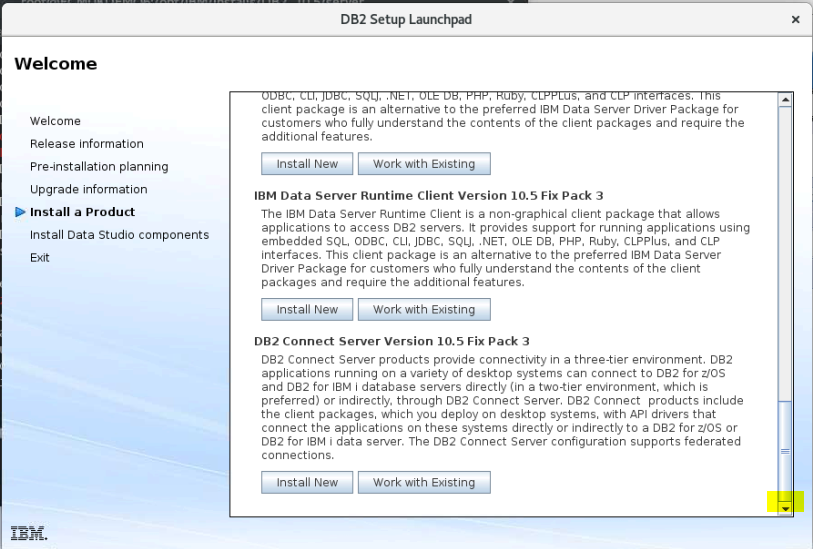 DB2 Setup Launchpad
Welcome
Welcome
Release information
Pre-installation planning
Upgrade information
Install a Product
Install Data Studio components
Exit
ODBC, CLI, JDBC, SQLJ, .NET, OLE DB, PHP, Ruby, CLPPLus, and CLP interfaces. This
client package is an alternative to the preferred IBM Data Server Driver Package for
customers who fully understand the contents of the client packages and require the
additional features.
Install New Work with Existing
IBM Data Server Runtime Client Version 10.5 Fix Pack 3
The IBM Data Server Runtime Client is a non-graphical client package that allows
applications to access DB2 servers. It provides support for running applications using
embedded SQL, ODBC, CLI, JDBC, SQLJ, .NET, OLE DB, PHP, Ruby, CLPPlus, and CLP
interfaces. This client package is an alternative to the preferred IBM Data Server
Driver Package for customers who fully understand the contents of the client
packages and require the additional features.
Install New Work with Existing
DB2 Connect Server Version 10.5 Fix Pack 3
DB2 Connect Server products provide connectivity in a three-tier environment. DB2
applications running on a variety of desktop systems can connect to DB2 for z/OS
and DB2 for IBM i database servers directly (in a two-tier environment, which is
preferred) or indirectly, through DB2 Connect Server. DB2 Connect  products include
the client packages, which you deploy on desktop systems, with API drivers that
connect the applications on these systems directly or indirectly to a DB2 for z/OS or
DB2 for IBM i data server. The DB2 Connect Server configuration supports federated
connections.
Install New Work with Existing
IBM.